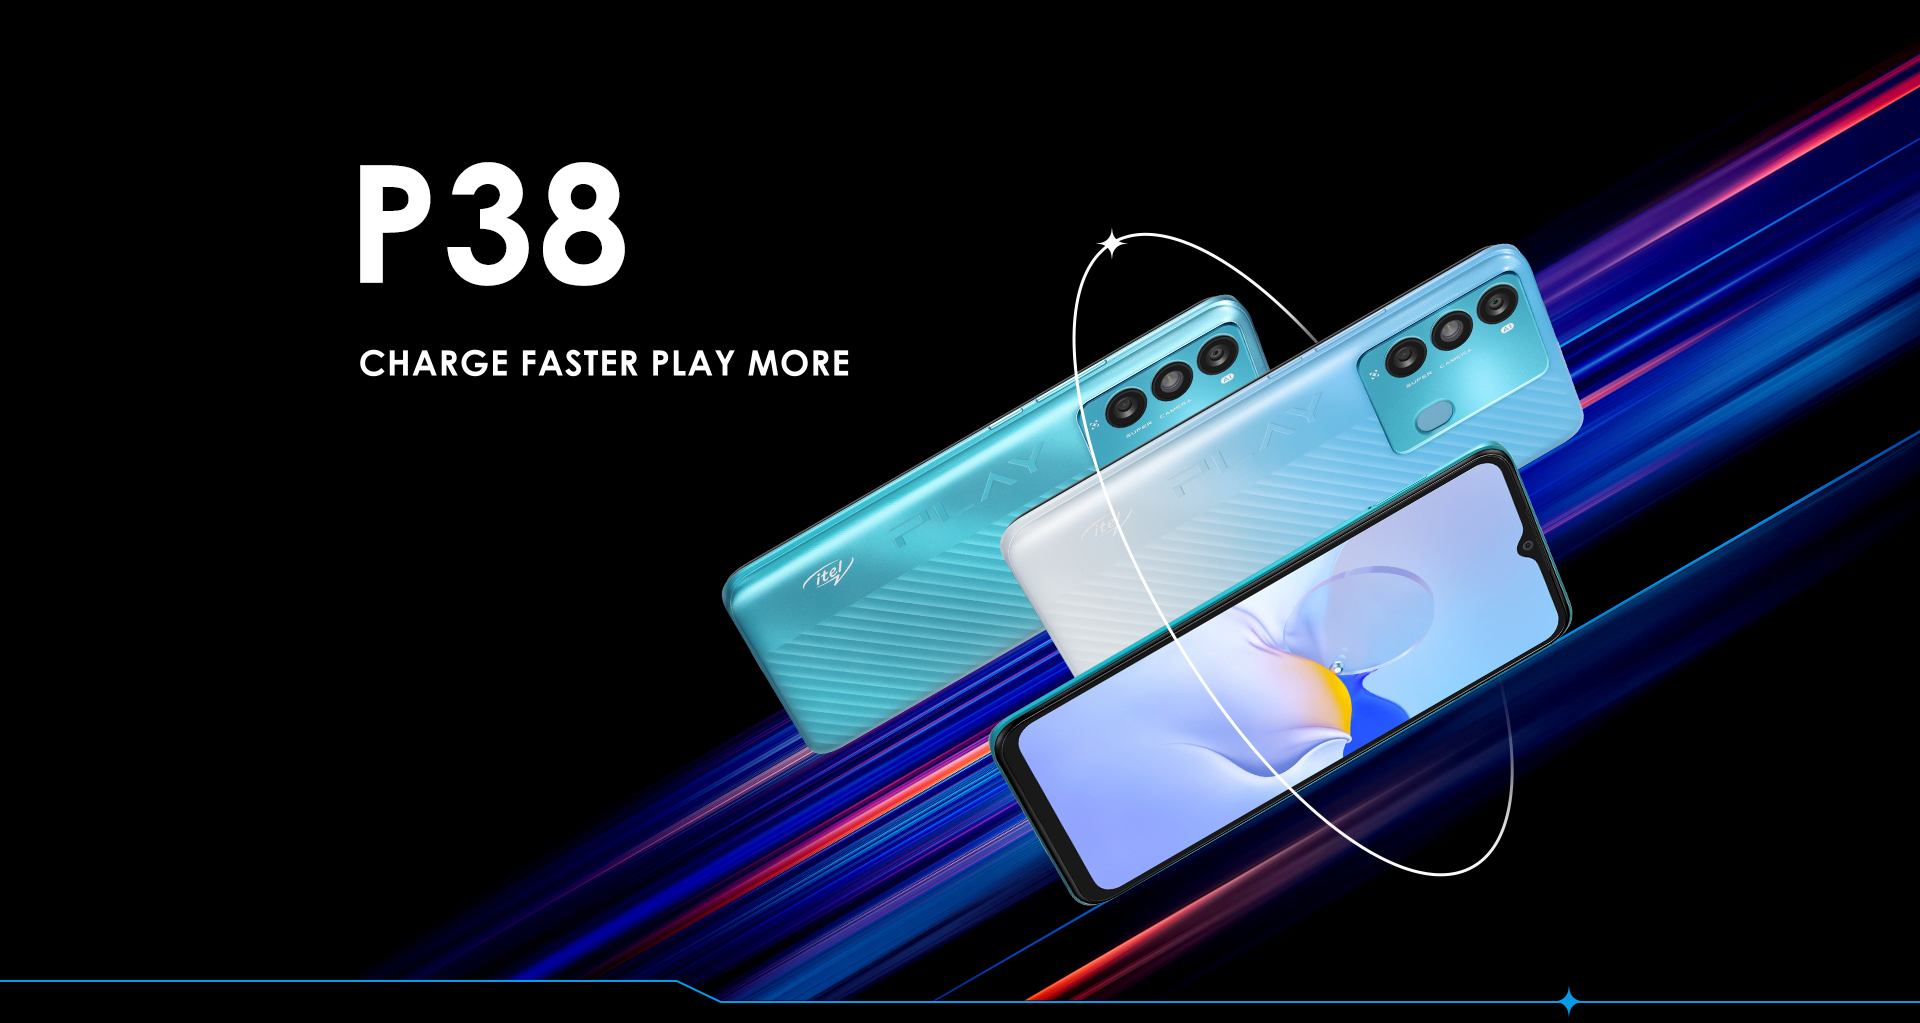 P38
CHARGE FASTER PLAY MORE
AI
SUPER CAMERA
PLAY
itel
AI
SUPER CAMERA
PLAY
itel